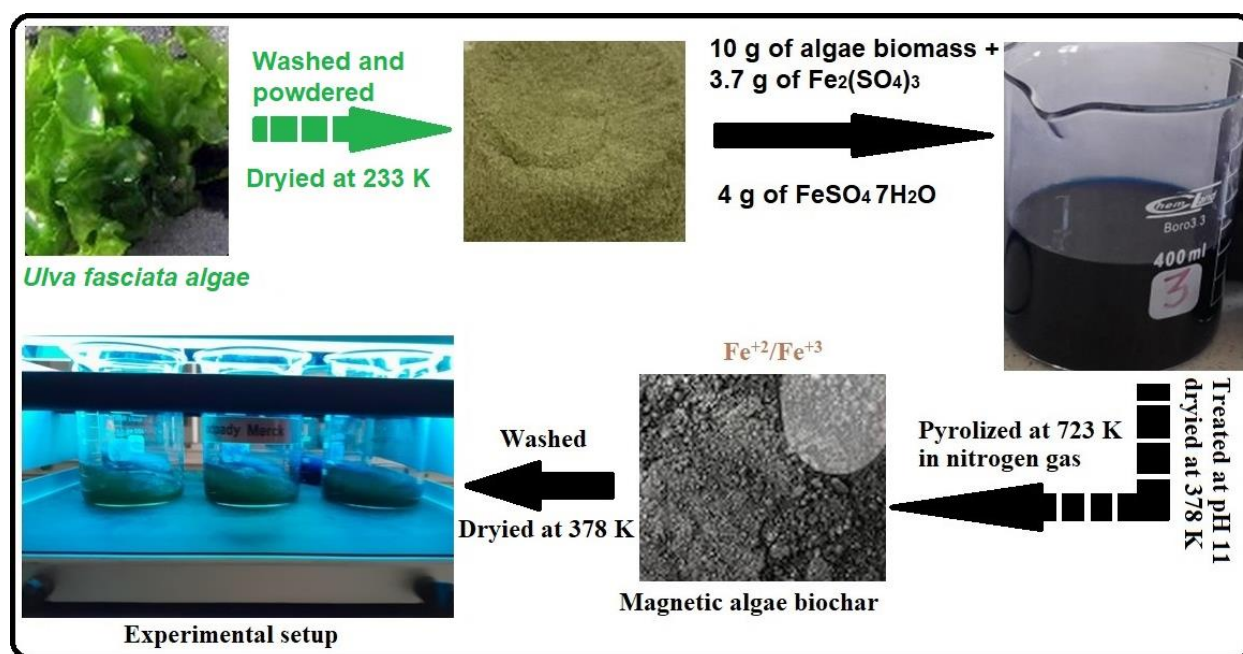 Washed and
powdered
Dryied at 233 K
Ulva fasciata algae
10 g of algae biomass +
3.7 g of Fe₂(SO₄)₃
4 g of FeSO₄ 7H₂O
Boro3.3
400 ml
3
Treated at pH 11
dryied at 378 K
Pyrolized at 723 K
in nitrogen gas
Fe⁺²/Fe⁺³
Magnetic algae biochar
Washed
Dryied at 378 K
Merck
Experimental setup